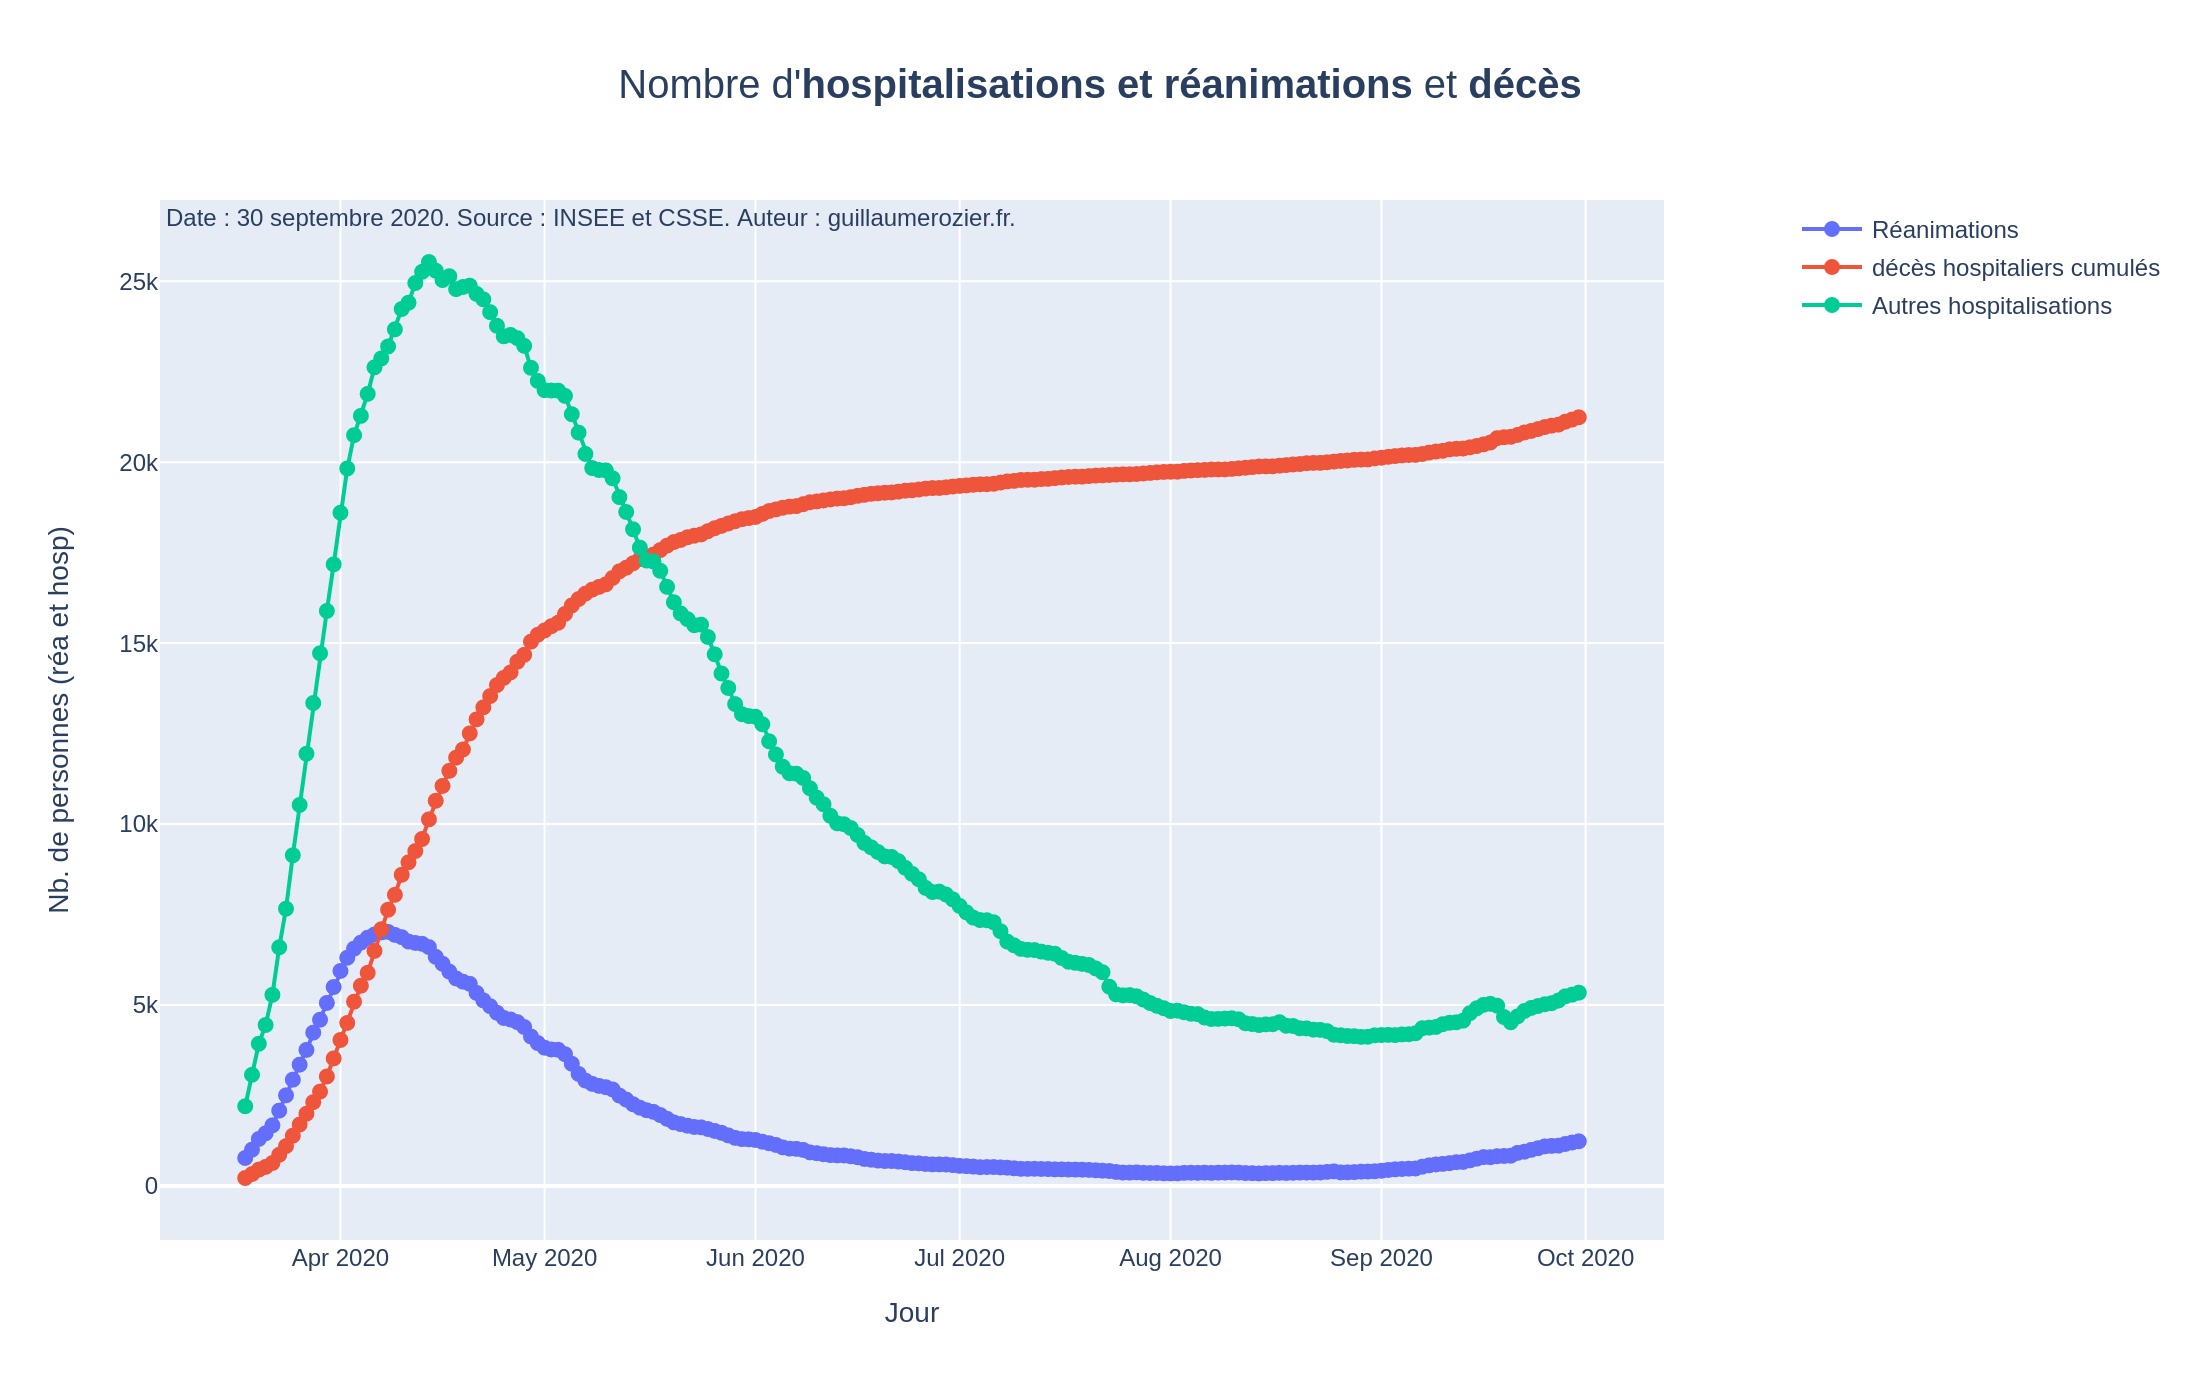 Nombre d'hospitalisations et réanimations et décès
Date : 30 septembre 2020. Source : INSEE et CSSE. Auteur : guillaumerozier.fr.
Réanimations
décès hospitaliers cumulés
Autres hospitalisations
Nb. de personnes (réa et hosp)
25k
20k
15k
10k
5k
0
Apr 2020
May 2020
Jun 2020
Jul 2020
Aug 2020
Sep 2020
Oct 2020
Jour